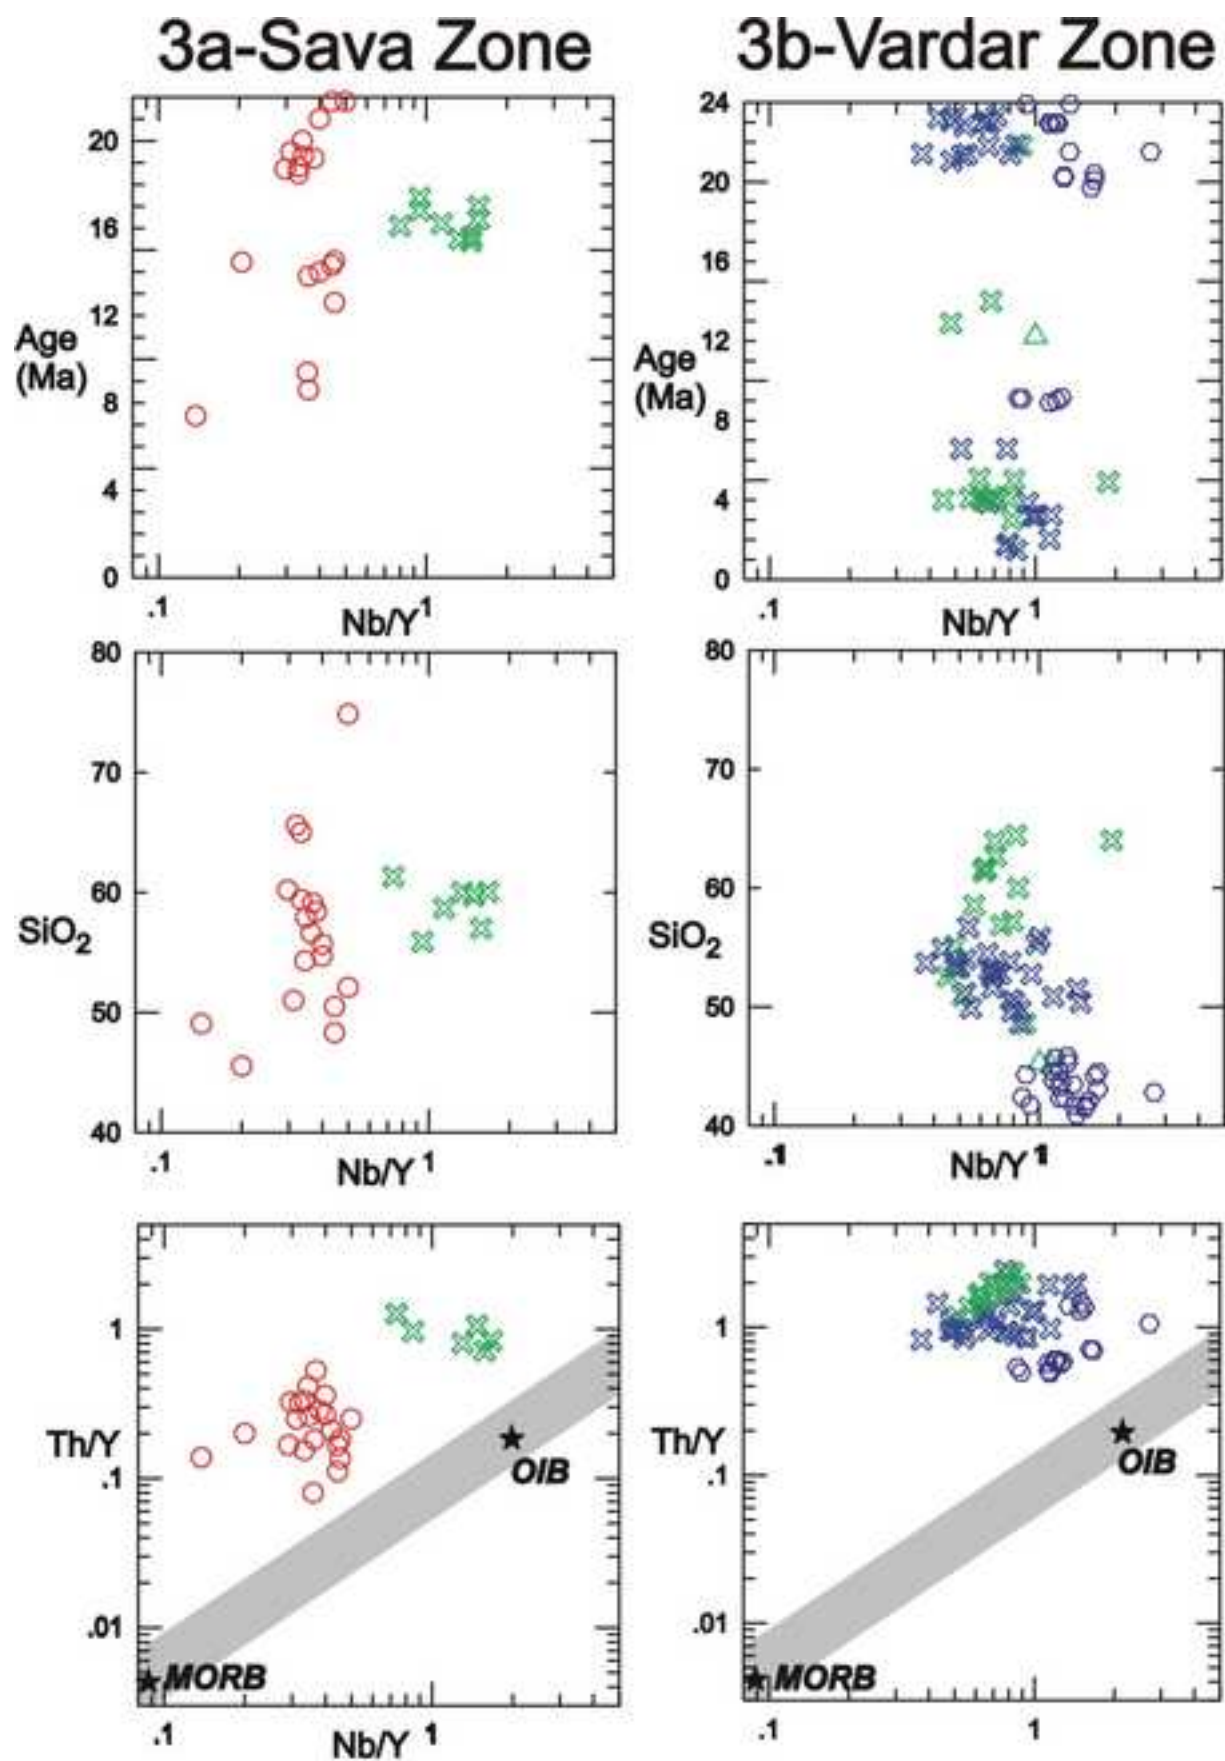 3a-Sava Zone
3b-Vardar Zone
20
16
12
8
4
0
Age
(Ma)
.1
Nb/Y
1
24
20
16
12
8
4
0
Age
(Ma)
.1
Nb/Y
1
80
70
60
50
40
SiO2
.1
Nb/Y
1
80
70
60
50
40
SiO2
.1
Nb/Y
1
1
.1
.01
Th/Y
OIB
MORB
.1
Nb/Y
1
1
.1
.01
Th/Y
OIB
MORB
.1
1